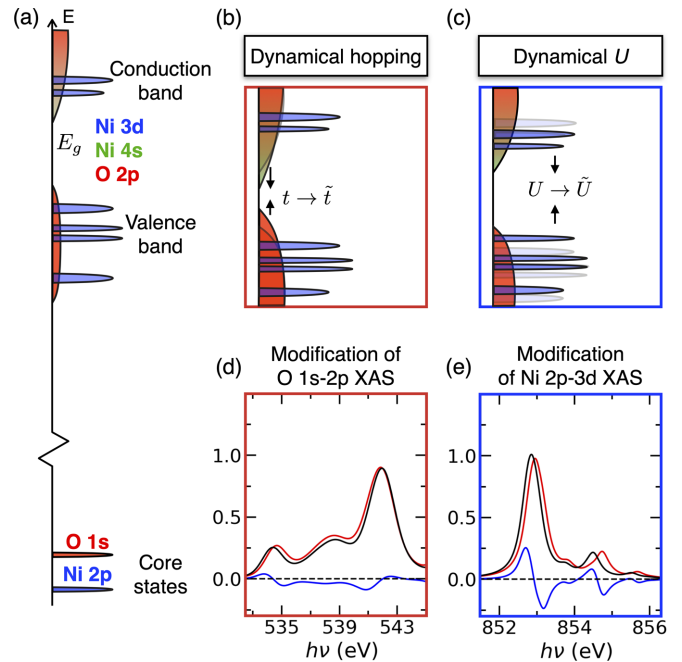 (a)
E
Conduction
band
E_g
Ni 3d
Ni 4s
O 2p
Valence
band
O 1s
Ni 2p
Core
states
(b)
Dynamical hopping
t → t̃
(c)
Dynamical U
U → Ũ
(d)
Modification of
O 1s-2p XAS
1.0
0.5
0.0
535 539 543
hν (eV)
(e)
Modification
of Ni 2p-3d XAS
1.0
0.5
0.0
852 854 856
hν (eV)